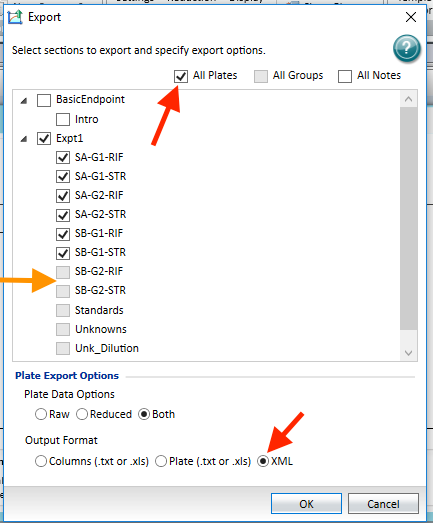 Export
Select sections to export and specify export options.
?
All Plates All Groups All Notes
BasicEndpoint
Intro
Expt1
SA-G1-RIF
SA-G1-STR
SA-G2-RIF
SA-G2-STR
SB-G1-RIF
SB-G1-STR
SB-G2-RIF
SB-G2-STR
Standards
Unknowns
Unk_Dilution
Plate Export Options
Plate Data Options
Raw Reduced Both
Output Format
Columns (.txt or .xls) Plate (.txt or .xls) XML
OK Cancel